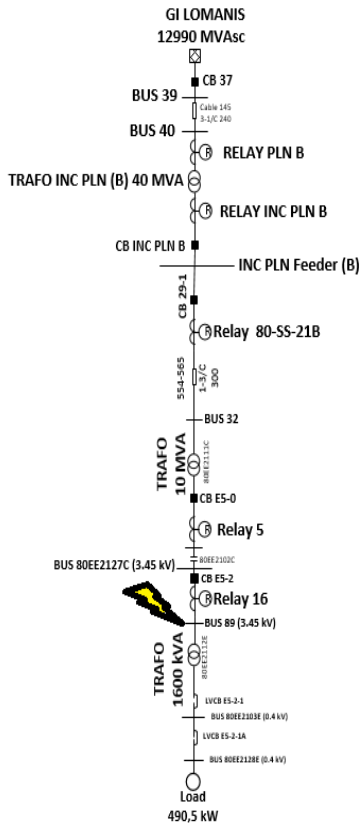 GI LOMANIS
12990 MVAsc
CB 37
BUS 39
Cable 145
3-1/C 240
BUS 40
R
RELAY PLN B
TRAFO INC PLN (B) 40 MVA
R
RELAY INC PLN B
CB INC PLN B
INC PLN Feeder (B)
CB 29-1
R
Relay 80-SS-21B
554-565
1-3/C
300
BUS 32
TRAFO
10 MVA
80EE2111C
CB E5-0
R
Relay 5
80EE2102C
BUS 80EE2127C (3.45 kV)
CB E5-2
R
Relay 16
BUS 89 (3.45 kV)
TRAFO
1600 kVA
80EE2112E
LVCB E5-2-1
BUS 80EE2103E (0.4 kV)
LVCB E5-2-1A
BUS 80EE2128E (0.4 kV)
Load
490,5 kW